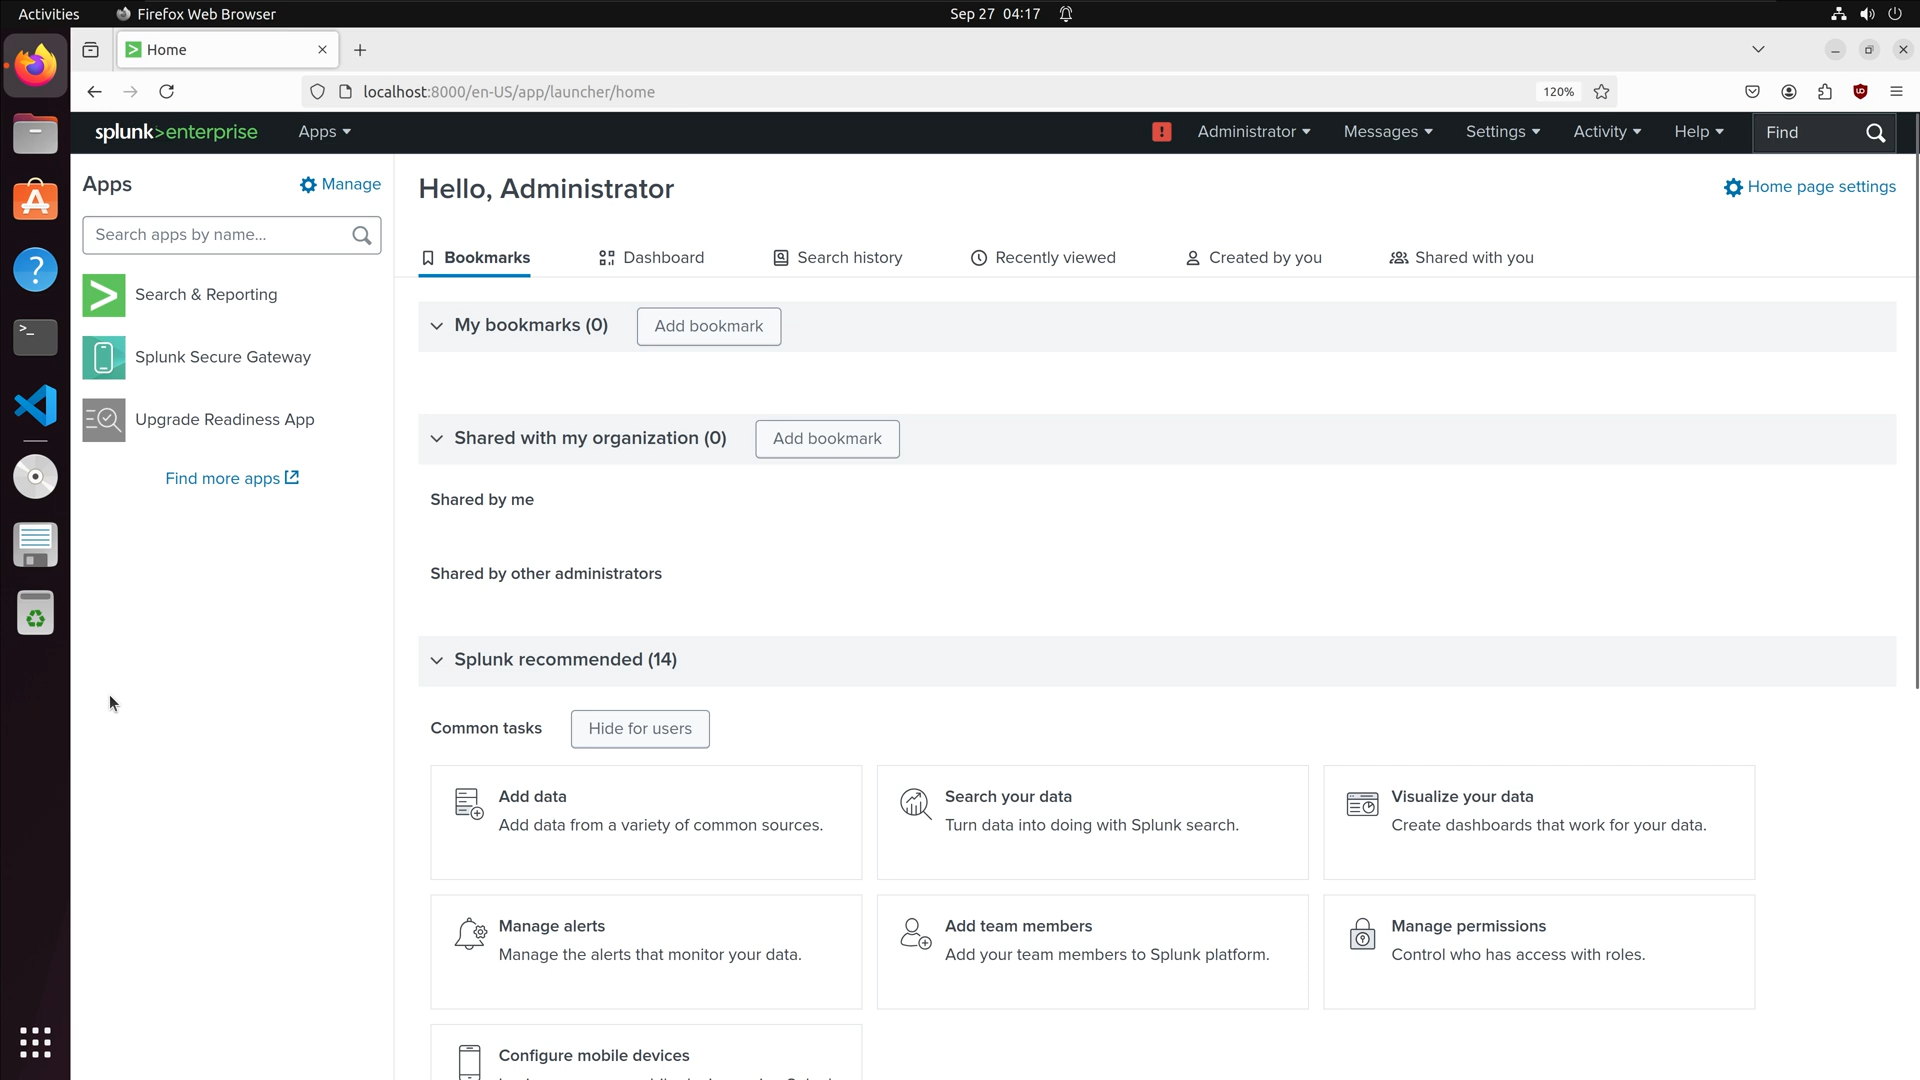 Activities
Firefox Web Browser
Sep 27 04:17
Home
localhost:8000/en-US/app/launcher/home
120%
splunk>enterprise
Apps
Administrator
Messages
Settings
Activity
Help
Find
Apps
Manage
Search apps by name...
Search & Reporting
Splunk Secure Gateway
Upgrade Readiness App
Find more apps
Hello, Administrator
Home page settings
Bookmarks
Dashboard
Search history
Recently viewed
Created by you
Shared with you
My bookmarks (0)
Add bookmark
Shared with my organization (0)
Add bookmark
Shared by me
Shared by other administrators
Splunk recommended (14)
Common tasks
Hide for users
Add data
Add data from a variety of common sources.
Search your data
Turn data into doing with Splunk search.
Visualize your data
Create dashboards that work for your data.
Manage alerts
Manage the alerts that monitor your data.
Add team members
Add your team members to Splunk platform.
Manage permissions
Control who has access with roles.
Configure mobile devices